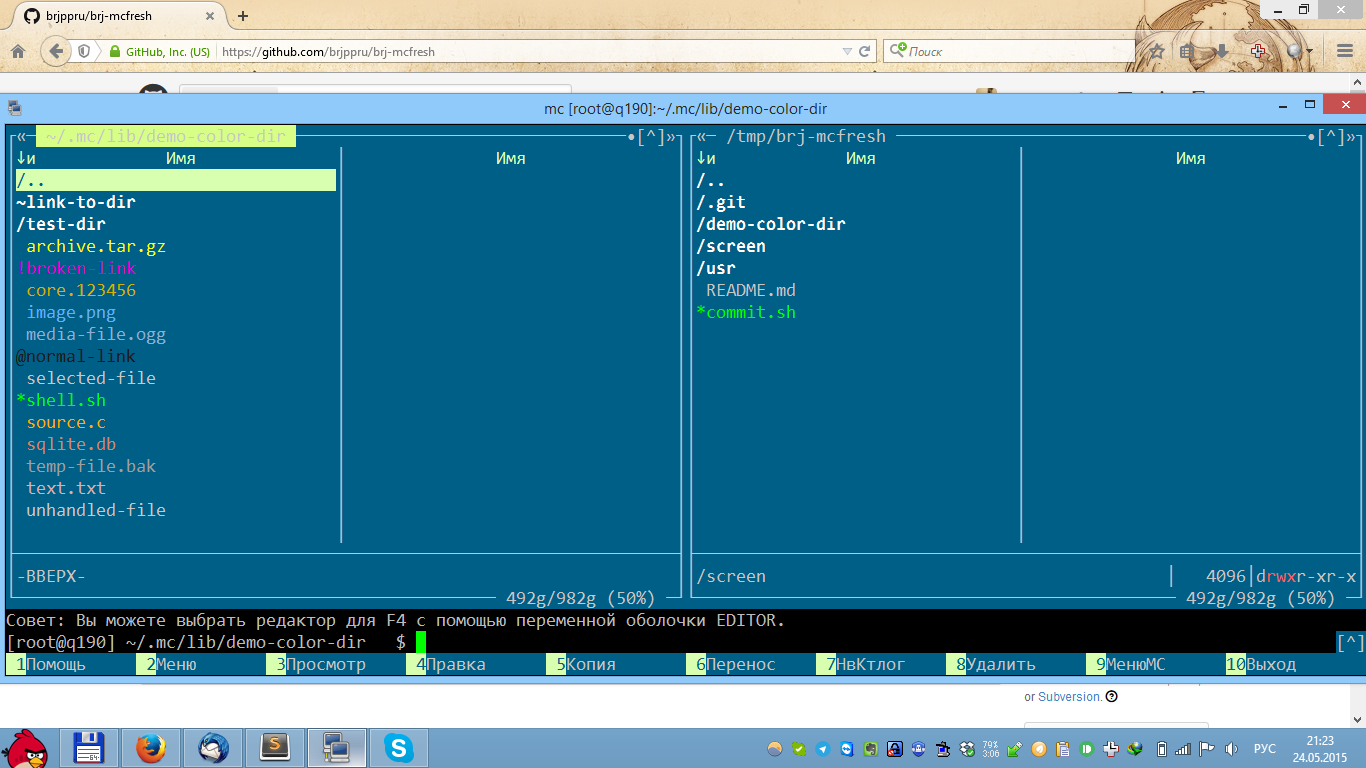 brjppru/brj-mcfresh
GitHub, Inc. (US) https://github.com/brjppru/brj-mcfresh
Поиск
mc [root@q190]:~/.mc/lib/demo-color-dir
«─ ~/.mc/lib/demo-color-dir •[^]»
↓и Имя Имя
/..
~link-to-dir
/test-dir
archive.tar.gz
!broken-link
core.123456
image.png
media-file.ogg
@normal-link
selected-file
*shell.sh
source.c
sqlite.db
temp-file.bak
text.txt
unhandled-file
-ВВЕРХ-
492g/982g (50%)
«─ /tmp/brj-mcfresh •[^]»
↓и Имя Имя
/..
/.git
/demo-color-dir
/screen
/usr
README.md
*commit.sh
/screen 4096 drwxr-xr-x
492g/982g (50%)
Совет: Вы можете выбрать редактор для F4 с помощью переменной оболочки EDITOR.
[root@q190] ~/.mc/lib/demo-color-dir $ [^]
1Помощь 2Меню 3Просмотр 4Правка 5Копия 6Перенос 7НвКтлог 8Удалить 9МенюМС 10Выход
or Subversion.
64
79% 3:06
РУС
21:23
24.05.2015